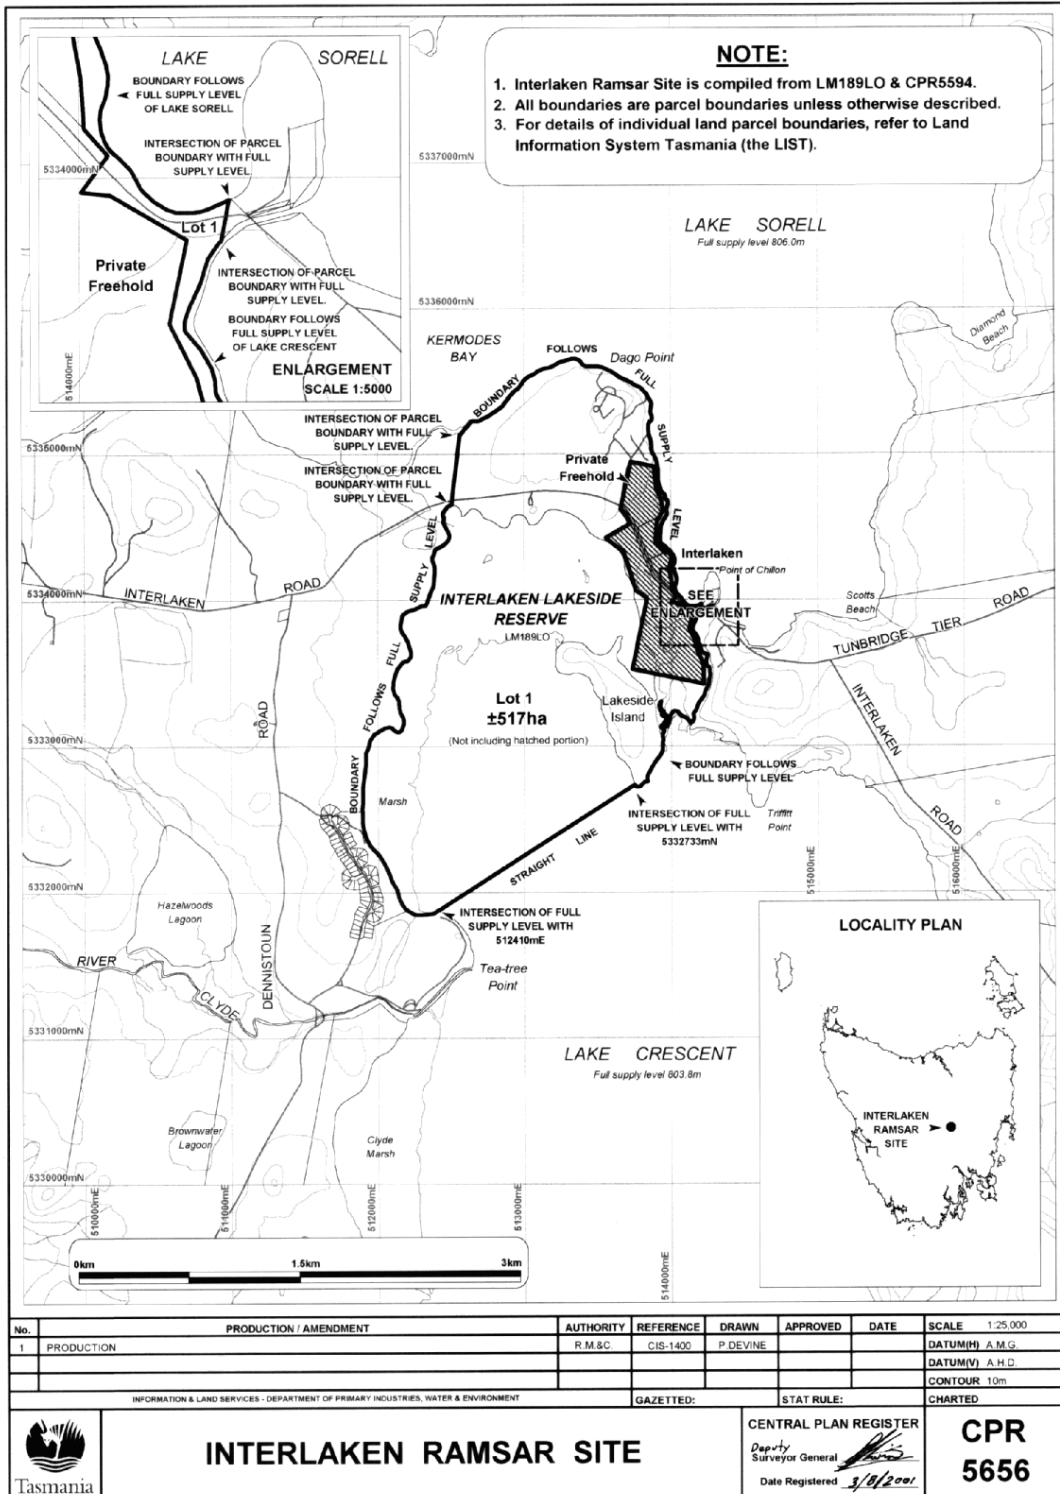 LAKE SORELL
BOUNDARY FOLLOWS
FULL SUPPLY LEVEL
OF LAKE SORELL
INTERSECTION OF PARCEL
BOUNDARY WITH FULL
SUPPLY LEVEL.
5334000mN
Lot 1
Private
Freehold
INTERSECTION OF PARCEL
BOUNDARY WITH FULL
SUPPLY LEVEL.
BOUNDARY FOLLOWS
FULL SUPPLY LEVEL
OF LAKE CRESCENT
514000mE
ENLARGEMENT
SCALE 1:5000
NOTE:
1. Interlaken Ramsar Site is compiled from LM189LO & CPR5594.
2. All boundaries are parcel boundaries unless otherwise described.
3. For details of individual land parcel boundaries, refer to Land
Information System Tasmania (the LIST).
5337000mN
LAKE SORELL
Full supply level 806.0m
5336000mN
KERMODES
BAY
Dago Point
Diamond
Beach
BOUNDARY FOLLOWS FULL SUPPLY LEVEL
INTERSECTION OF PARCEL
BOUNDARY WITH FULL
SUPPLY LEVEL.
5335000mN
INTERSECTION OF PARCEL
BOUNDARY WITH FULL
SUPPLY LEVEL.
Private
Freehold
Interlaken
Point of Chillon
SEE
ENLARGEMENT
Scotts
Beach
5334000mN
INTERLAKEN ROAD
TUNBRIDGE TIER ROAD
INTERLAKEN LAKESIDE
RESERVE
LM189LO
Lot 1
±517ha
(Not including hatched portion)
Lakeside
Island
INTERLAKEN ROAD
BOUNDARY FOLLOWS FULL SUPPLY LEVEL
5333000mN
BOUNDARY FOLLOWS
FULL SUPPLY LEVEL
Marsh
INTERSECTION OF FULL
SUPPLY LEVEL WITH
5332733mN
Triffitt
Point
STRAIGHT LINE
5332000mN
515000mE
516000mE
Hazelwoods
Lagoon
INTERSECTION OF FULL
SUPPLY LEVEL WITH
512410mE
DENNISTOUN ROAD
RIVER CLYDE
Tea-tree
Point
5331000mN
LAKE CRESCENT
Full supply level 803.8m
Brownwater
Lagoon
Clyde
Marsh
5330000mN
510000mE
511000mE
512000mE
513000mE
514000mE
LOCALITY PLAN
INTERLAKEN
RAMSAR
SITE
0km 1.5km 3km
No. PRODUCTION / AMENDMENT AUTHORITY REFERENCE DRAWN APPROVED DATE SCALE 1:25,000
1 PRODUCTION R.M.&C. CIS-1400 P.DEVINE DATUM(H) A.M.G.
DATUM(V) A.H.D.
CONTOUR 10m
INFORMATION & LAND SERVICES - DEPARTMENT OF PRIMARY INDUSTRIES, WATER & ENVIRONMENT GAZETTED: STAT RULE: CHARTED
Tasmania
INTERLAKEN RAMSAR SITE
CENTRAL PLAN REGISTER
Deputy
Surveyor General
Date Registered 3/8/2001
CPR
5656